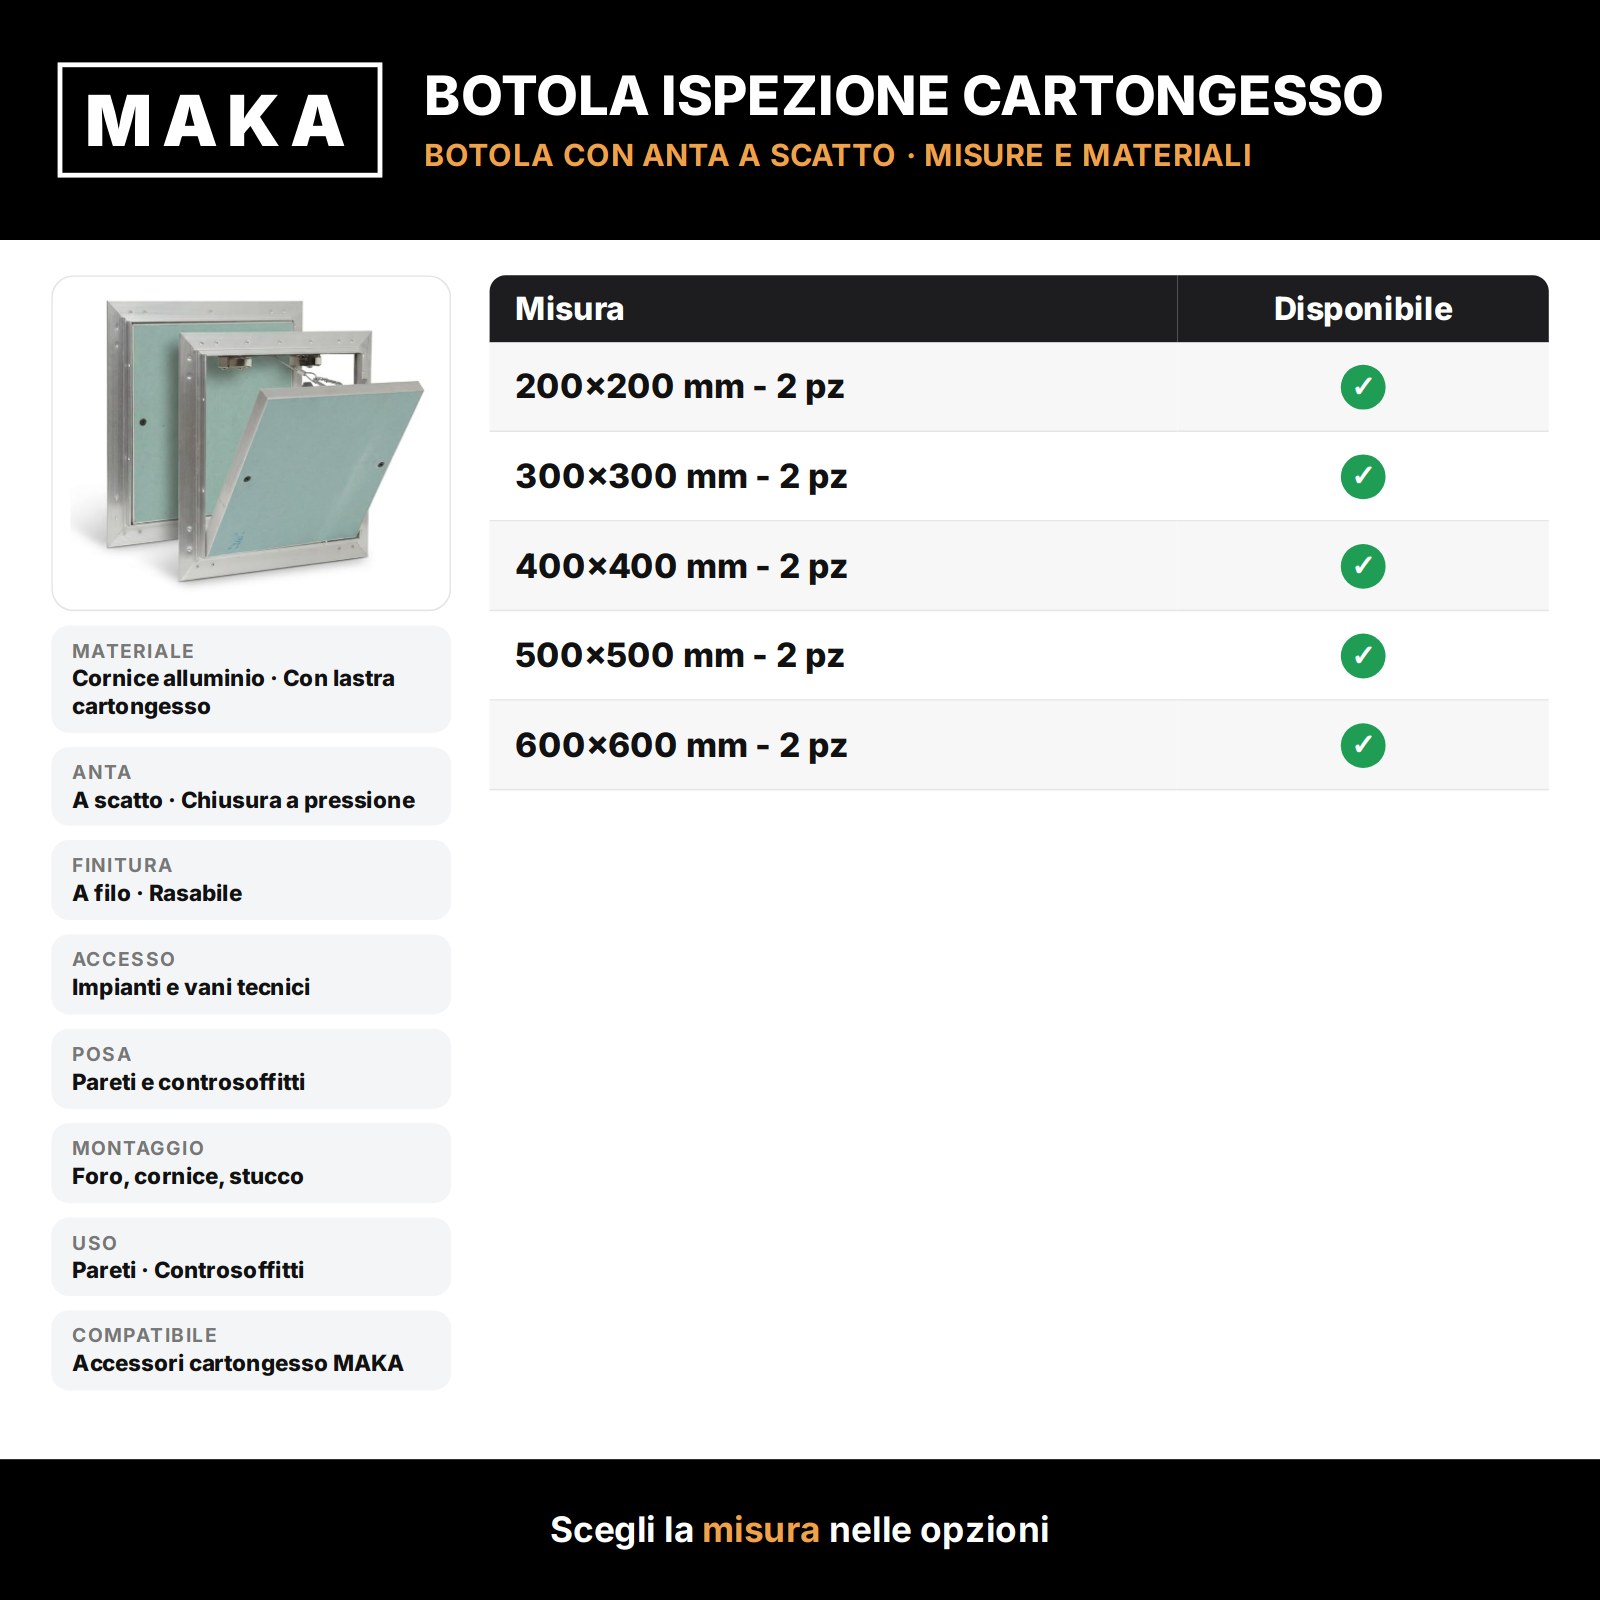 MAKA
BOTOLA ISPEZIONE CARTONGESSO
BOTOLA CON ANTA A SCATTO · MISURE E MATERIALI
MATERIALE
Cornice alluminio · Con lastra
cartongesso
ANTA
A scatto · Chiusura a pressione
FINITURA
A filo · Rasabile
ACCESSO
Impianti e vani tecnici
POSA
Pareti e controsoffitti
MONTAGGIO
Foro, cornice, stucco
USO
Pareti · Controsoffitti
COMPATIBILE
Accessori cartongesso MAKA
Misura Disponibile
200×200 mm - 2 pz ✓
300×300 mm - 2 pz ✓
400×400 mm - 2 pz ✓
500×500 mm - 2 pz ✓
600×600 mm - 2 pz ✓
Scegli la misura nelle opzioni